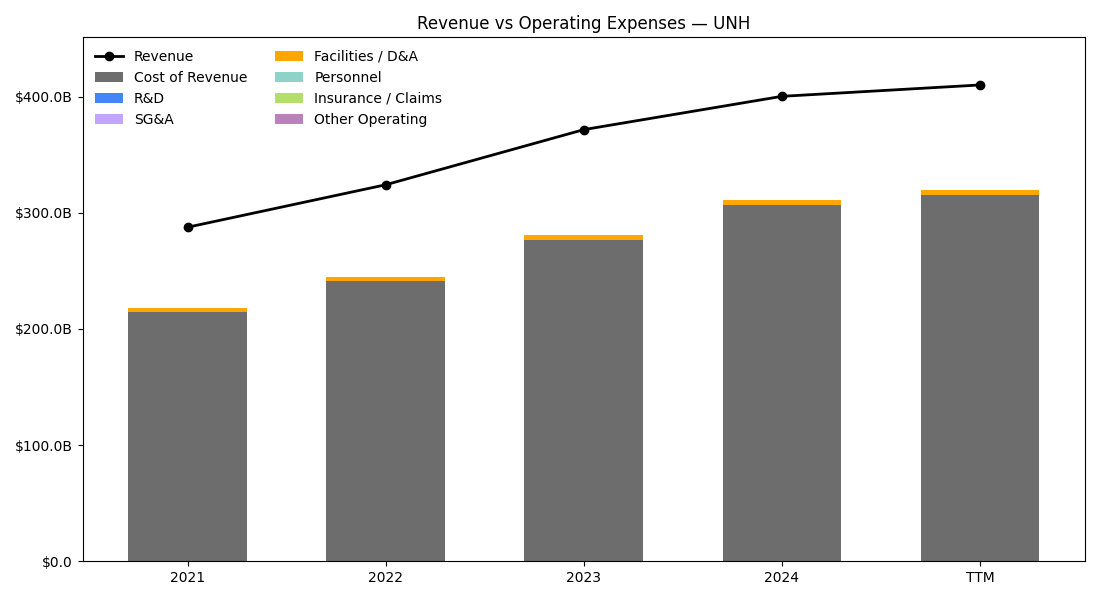 Revenue vs Operating Expenses — UNH
Revenue
Cost of Revenue
R&D
SG&A
Facilities / D&A
Personnel
Insurance / Claims
Other Operating
$400.0B
$300.0B
$200.0B
$100.0B
$0.0
2021 2022 2023 2024 TTM